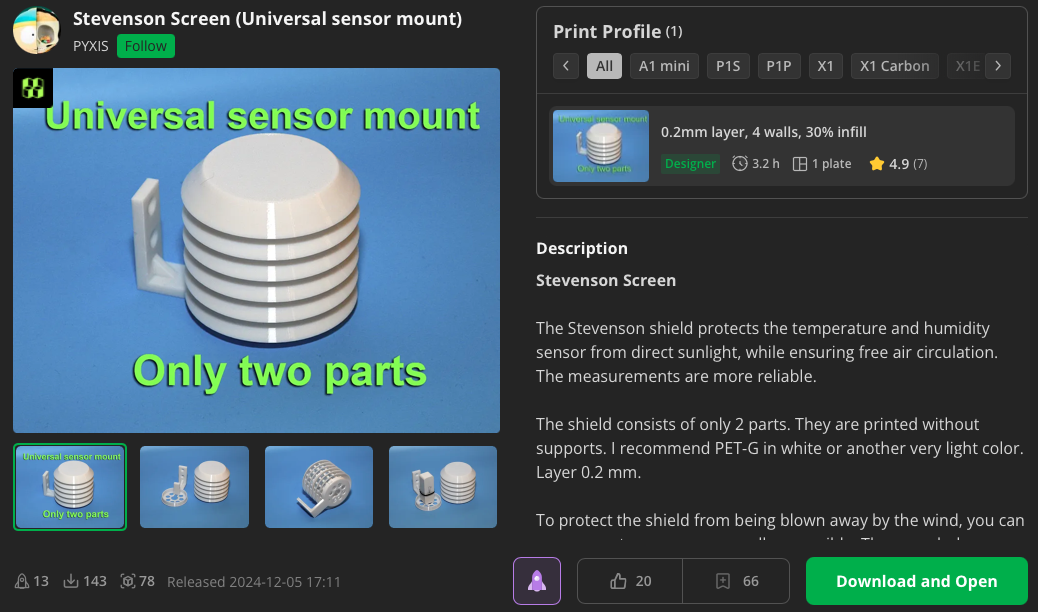 Stevenson Screen (Universal sensor mount)
PYXIS Follow
Universal sensor mount
Only two parts
Universal sensor mount
Only two parts
13 143 78 Released 2024-12-05 17:11
Print Profile (1)
All A1 mini P1S P1P X1 X1 Carbon X1E
Universal sensor mount
Only two parts
0.2mm layer, 4 walls, 30% infill
Designer 3.2 h 1 plate 4.9 (7)
Description
Stevenson Screen
The Stevenson shield protects the temperature and humidity
sensor from direct sunlight, while ensuring free air circulation.
The measurements are more reliable.
The shield consists of only 2 parts. They are printed without
supports. I recommend PET-G in white or another very light color.
Layer 0.2 mm.
To protect the shield from being blown away by the wind, you can
20 66 Download and Open